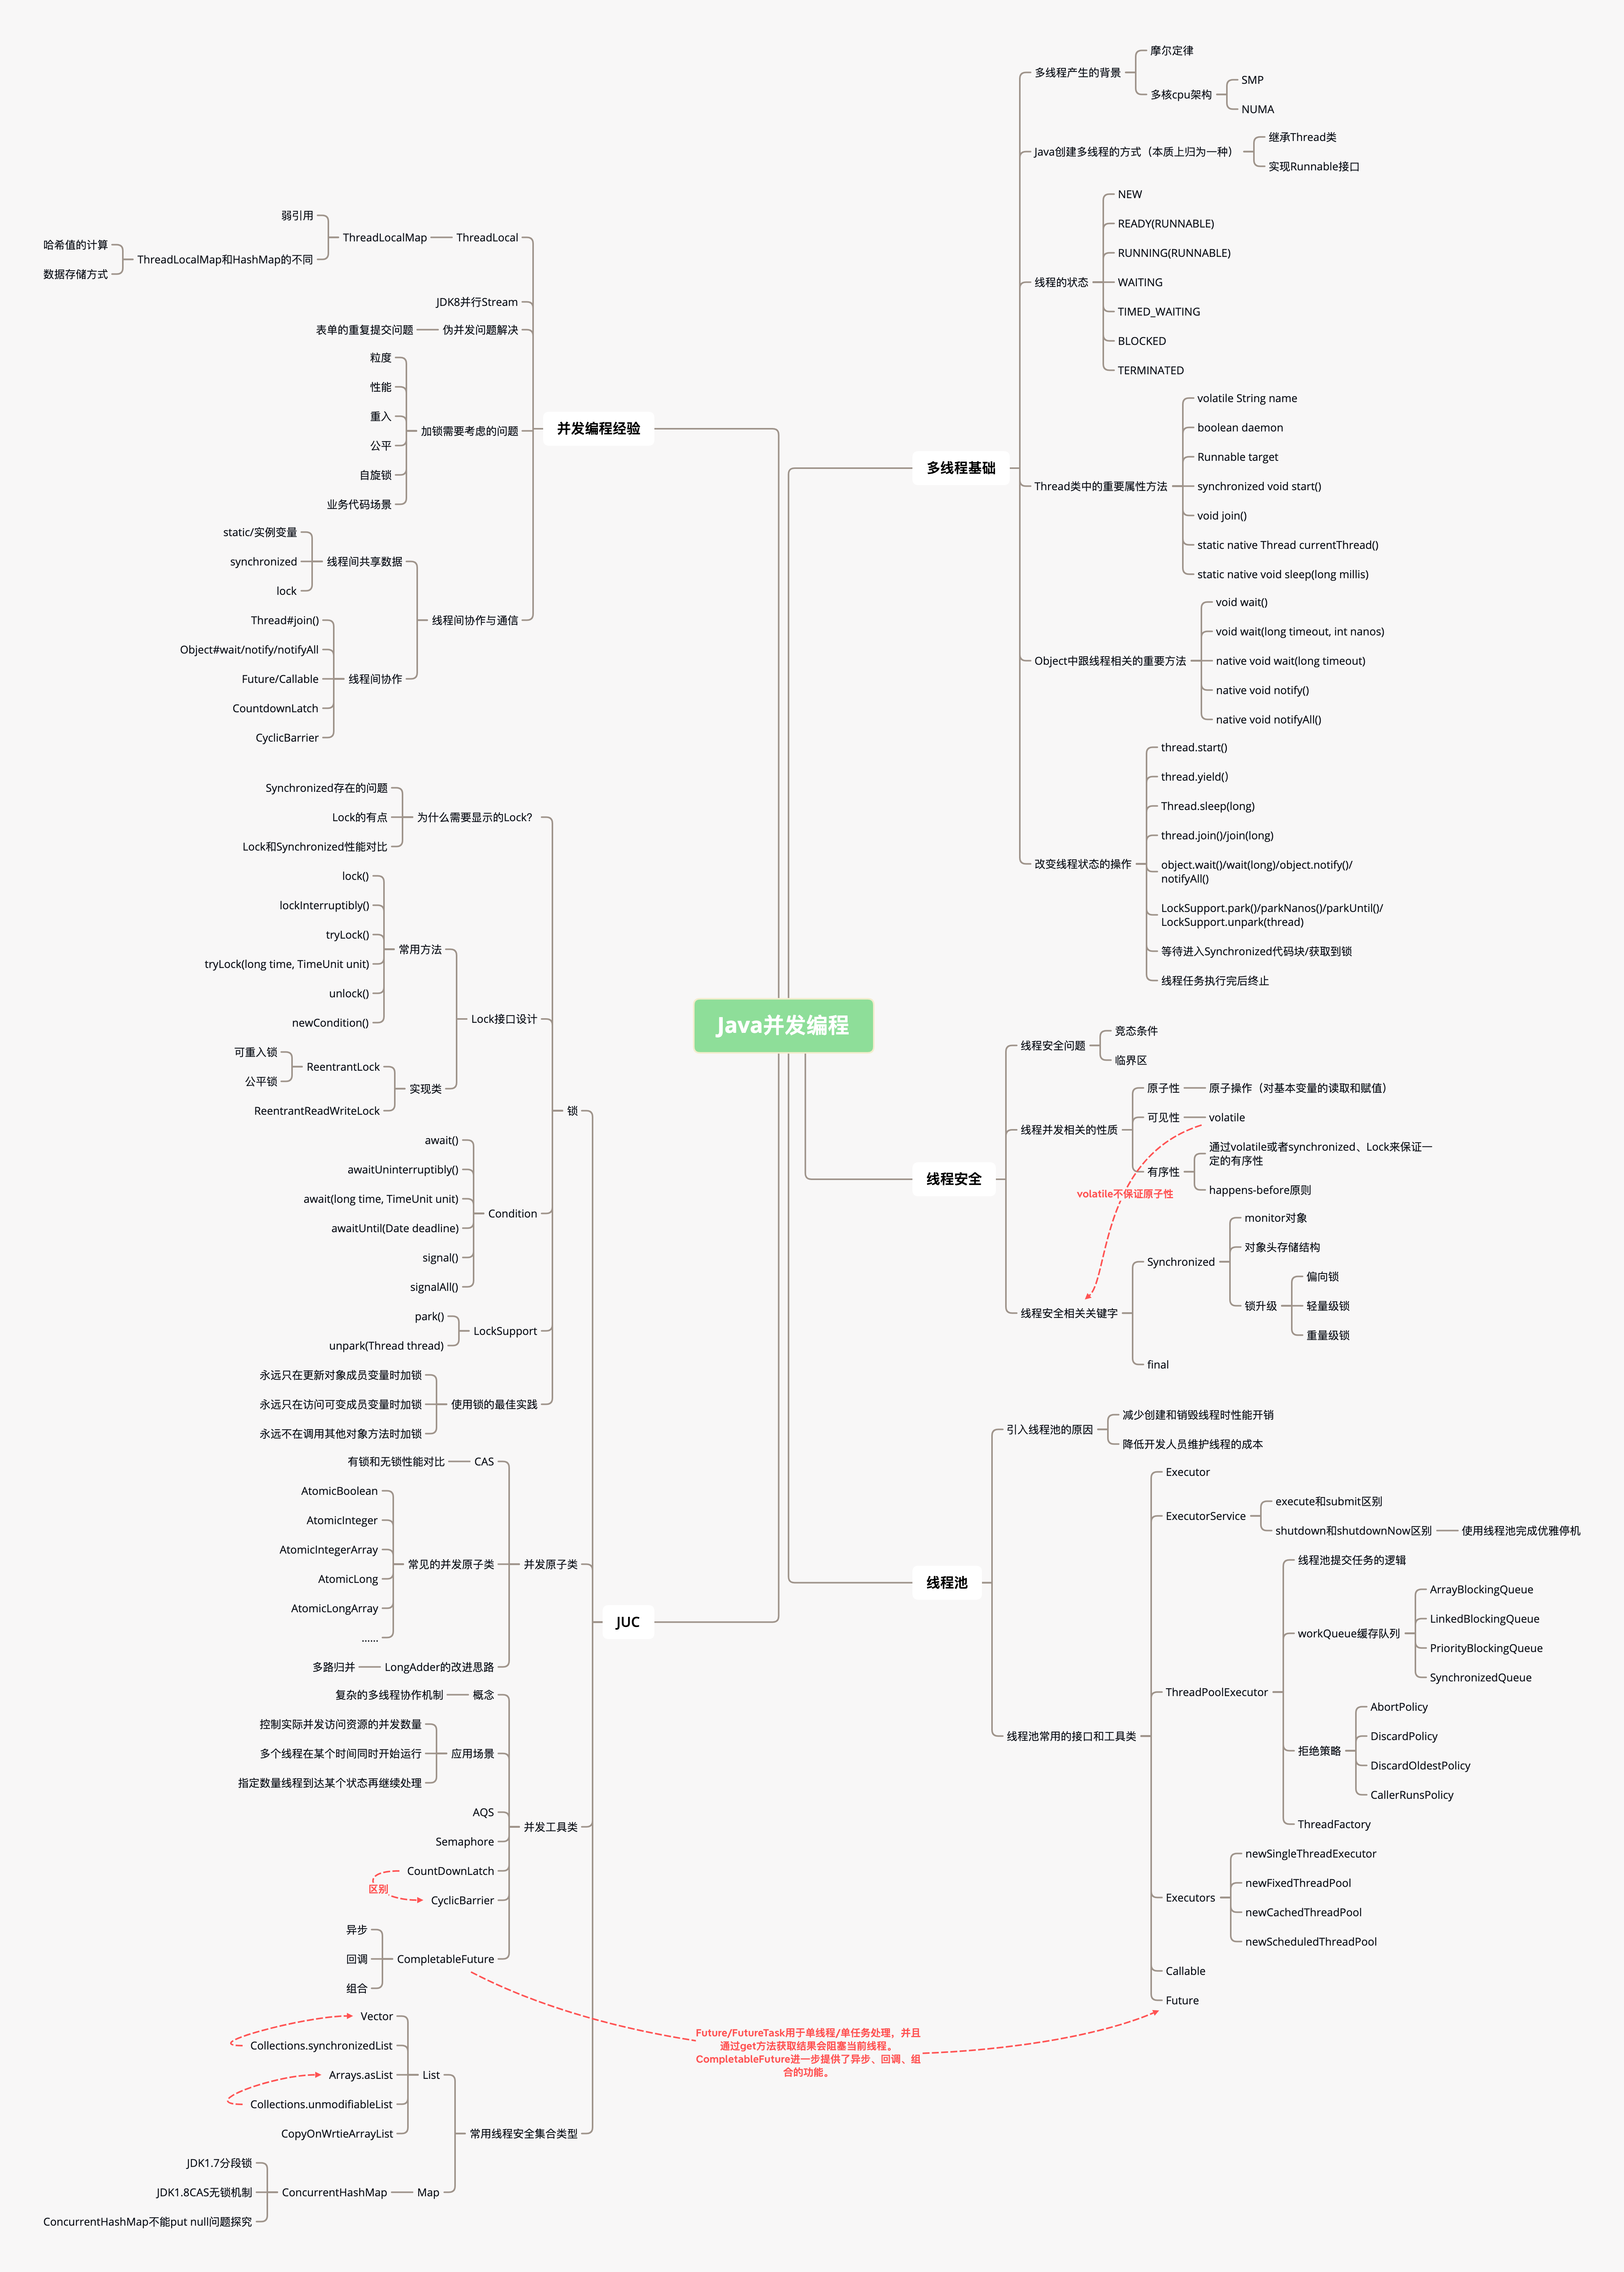 Java并发编程
多线程基础
多线程产生的背景
摩尔定律
多核cpu架构
SMP
NUMA
Java创建多线程的方式（本质上归为一种）
继承Thread类
实现Runnable接口
线程的状态
NEW
READY(RUNNABLE)
RUNNING(RUNNABLE)
WAITING
TIMED_WAITING
BLOCKED
TERMINATED
Thread类中的重要属性方法
volatile String name
boolean daemon
Runnable target
synchronized void start()
void join()
static native Thread currentThread()
static native void sleep(long millis)
Object中跟线程相关的重要方法
void wait()
void wait(long timeout, int nanos)
native void wait(long timeout)
native void notify()
native void notifyAll()
改变线程状态的操作
thread.start()
thread.yield()
Thread.sleep(long)
thread.join()/join(long)
object.wait()/wait(long)/object.notify()/
notifyAll()
LockSupport.park()/parkNanos()/parkUntil()/
LockSupport.unpark(thread)
等待进入Synchronized代码块/获取到锁
线程任务执行完后终止
线程安全
线程安全问题
竞态条件
临界区
线程并发相关的性质
原子性
原子操作（对基本变量的读取和赋值）
可见性
volatile
有序性
通过volatile或者synchronized、Lock来保证一
定的有序性
happens-before原则
volatile不保证原子性
线程安全相关关键字
Synchronized
monitor对象
对象头存储结构
锁升级
偏向锁
轻量级锁
重量级锁
final
线程池
引入线程池的原因
减少创建和销毁线程时性能开销
降低开发人员维护线程的成本
线程池常用的接口和工具类
Executor
ExecutorService
execute和submit区别
shutdown和shutdownNow区别
使用线程池完成优雅停机
ThreadPoolExecutor
线程池提交任务的逻辑
workQueue缓存队列
ArrayBlockingQueue
LinkedBlockingQueue
PriorityBlockingQueue
SynchronizedQueue
拒绝策略
AbortPolicy
DiscardPolicy
DiscardOldestPolicy
CallerRunsPolicy
ThreadFactory
Executors
newSingleThreadExecutor
newFixedThreadPool
newCachedThreadPool
newScheduledThreadPool
Callable
Future
并发编程经验
ThreadLocal
ThreadLocalMap
弱引用
ThreadLocalMap和HashMap的不同
哈希值的计算
数据存储方式
JDK8并行Stream
伪并发问题解决
表单的重复提交问题
加锁需要考虑的问题
粒度
性能
重入
公平
自旋锁
业务代码场景
线程间协作与通信
线程间共享数据
static/实例变量
synchronized
lock
线程间协作
Thread#join()
Object#wait/notify/notifyAll
Future/Callable
CountdownLatch
CyclicBarrier
JUC
锁
为什么需要显示的Lock？
Synchronized存在的问题
Lock的有点
Lock和Synchronized性能对比
Lock接口设计
常用方法
lock()
lockInterruptibly()
tryLock()
tryLock(long time, TimeUnit unit)
unlock()
newCondition()
实现类
ReentrantLock
可重入锁
公平锁
ReentrantReadWriteLock
Condition
await()
awaitUninterruptibly()
await(long time, TimeUnit unit)
awaitUntil(Date deadline)
signal()
signalAll()
LockSupport
park()
unpark(Thread thread)
使用锁的最佳实践
永远只在更新对象成员变量时加锁
永远只在访问可变成员变量时加锁
永远不在调用其他对象方法时加锁
并发原子类
CAS
有锁和无锁性能对比
常见的并发原子类
AtomicBoolean
AtomicInteger
AtomicIntegerArray
AtomicLong
AtomicLongArray
......
LongAdder的改进思路
多路归并
并发工具类
概念
复杂的多线程协作机制
应用场景
控制实际并发访问资源的并发数量
多个线程在某个时间同时开始运行
指定数量线程到达某个状态再继续处理
AQS
Semaphore
CountDownLatch
区别
CyclicBarrier
CompletableFuture
异步
回调
组合
Future/FutureTask用于单线程/单任务处理，并且
通过get方法获取结果会阻塞当前线程。
CompletableFuture进一步提供了异步、回调、组
合的功能。
常用线程安全集合类型
List
Vector
Collections.synchronizedList
Arrays.asList
Collections.unmodifiableList
CopyOnWrtieArrayList
Map
ConcurrentHashMap
JDK1.7分段锁
JDK1.8CAS无锁机制
ConcurrentHashMap不能put null问题探究